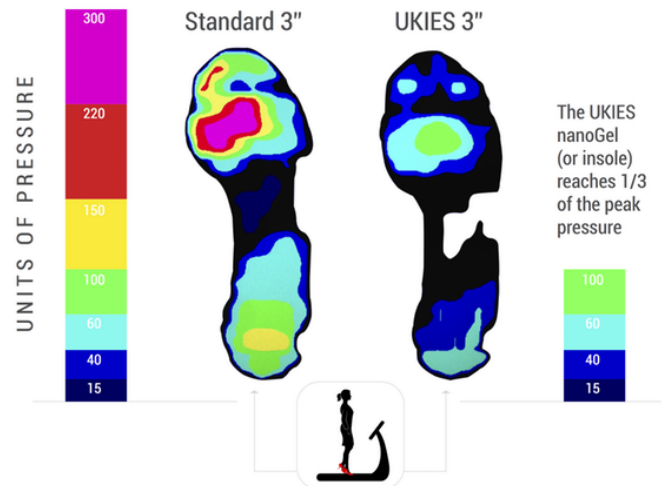 Standard 3"
UKIES 3"
UNITS OF PRESSURE
300
220
150
100
60
40
15
The UKIES
nanoGel
(or insole)
reaches 1/3
of the peak
pressure
100
60
40
15